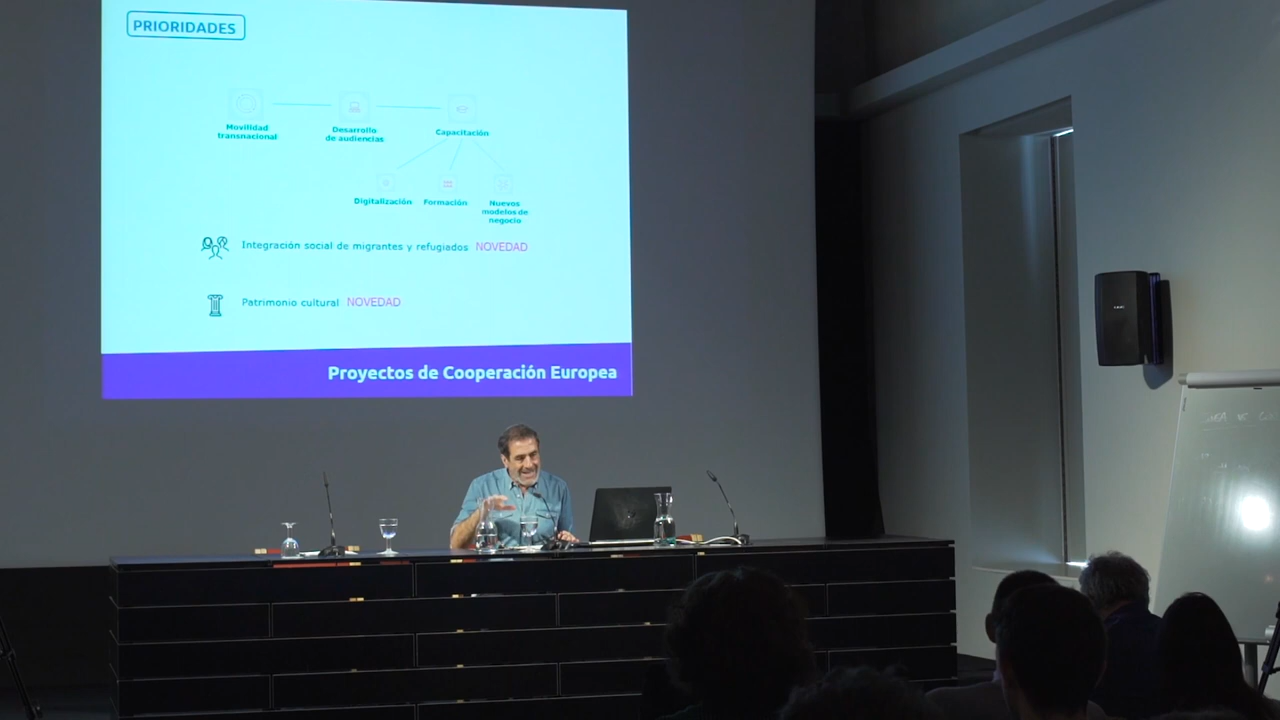 PRIORIDADES
Movilidad
transnacional
Desarrollo
de audiencias
Capacitación
Digitalización
Formación
Nuevos
modelos de
negocio
Integración social de migrantes y refugiados NOVEDAD
Patrimonio cultural NOVEDAD
Proyectos de Cooperación Europea